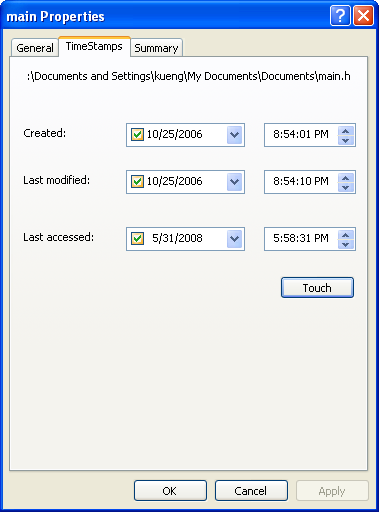 main Properties
General TimeStamps Summary
:\Documents and Settings\kueng\My Documents\Documents\main.h
Created: 10/25/2006 8:54:01 PM
Last modified: 10/25/2006 8:54:10 PM
Last accessed: 5/31/2008 5:58:31 PM
Touch
OK Cancel Apply